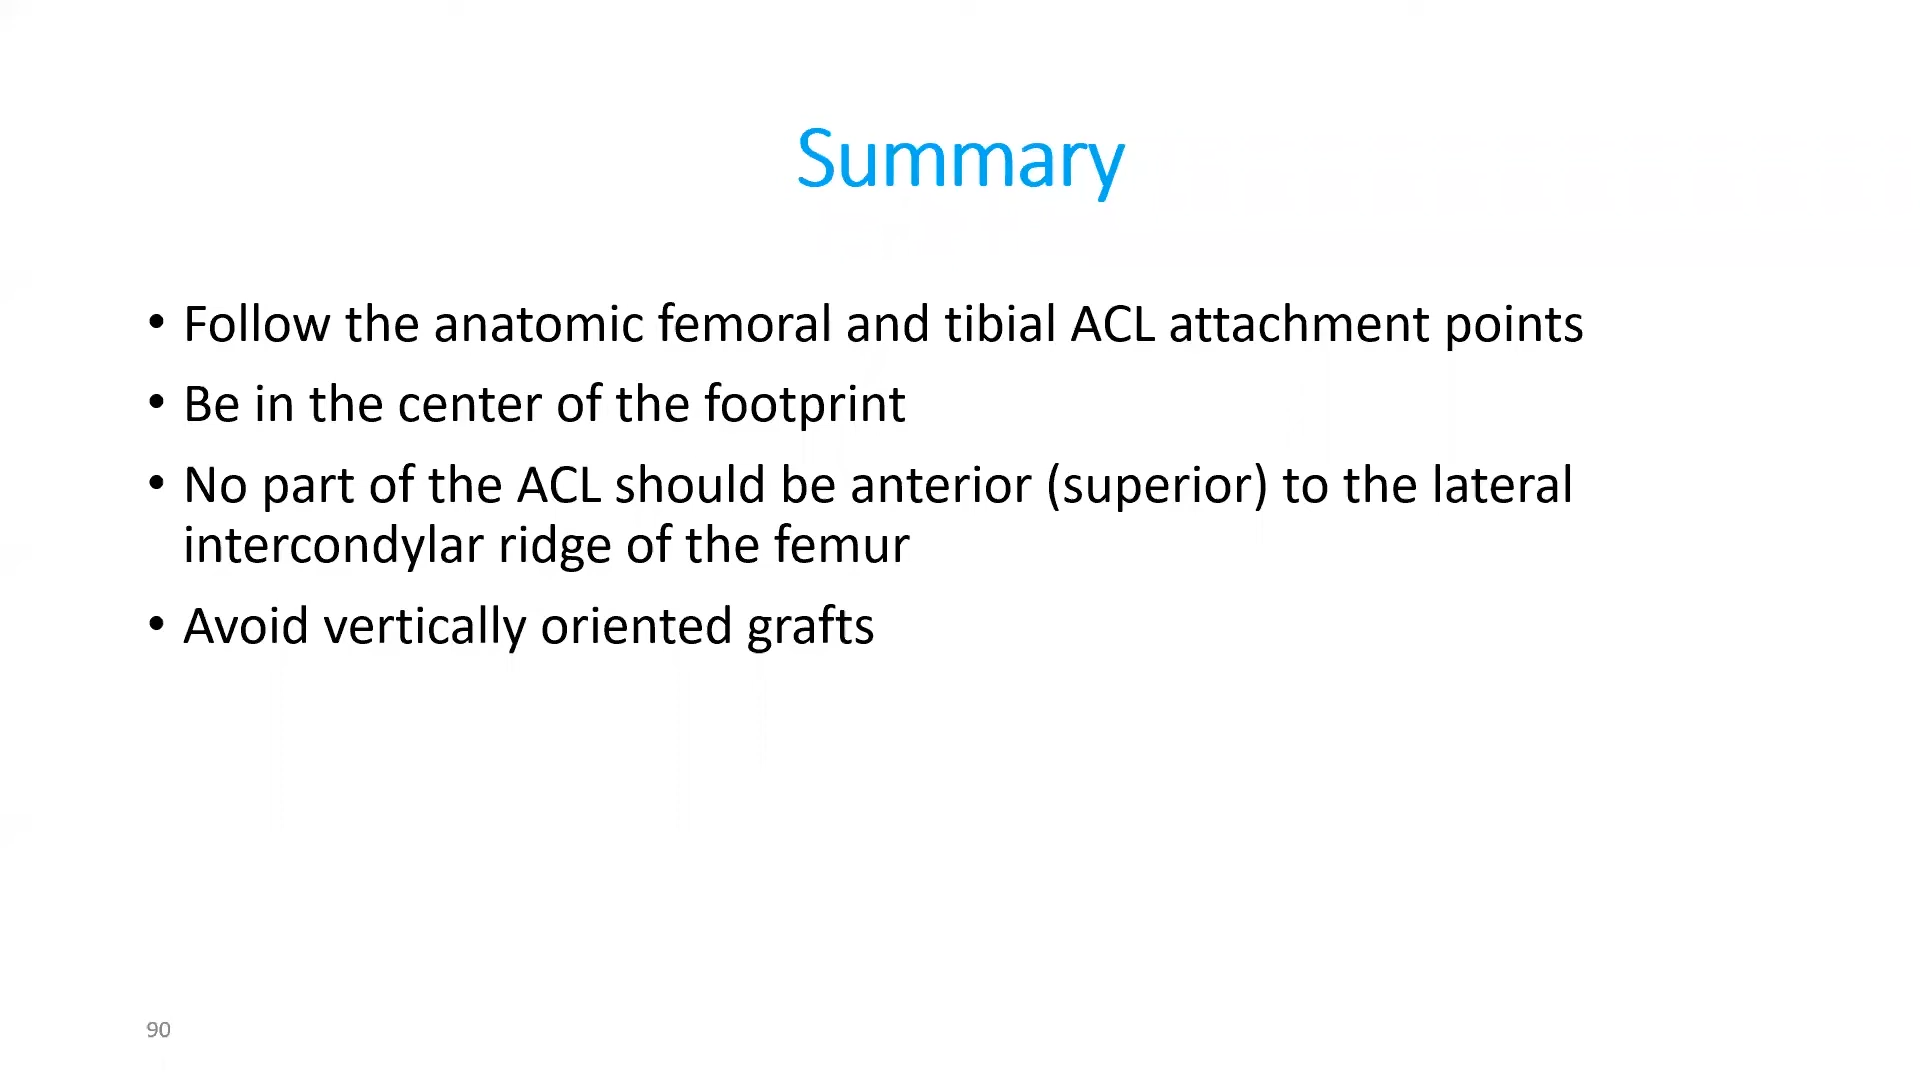 Summary
• Follow the anatomic femoral and tibial ACL attachment points
• Be in the center of the footprint
• No part of the ACL should be anterior (superior) to the lateral
intercondylar ridge of the femur
• Avoid vertically oriented grafts
90